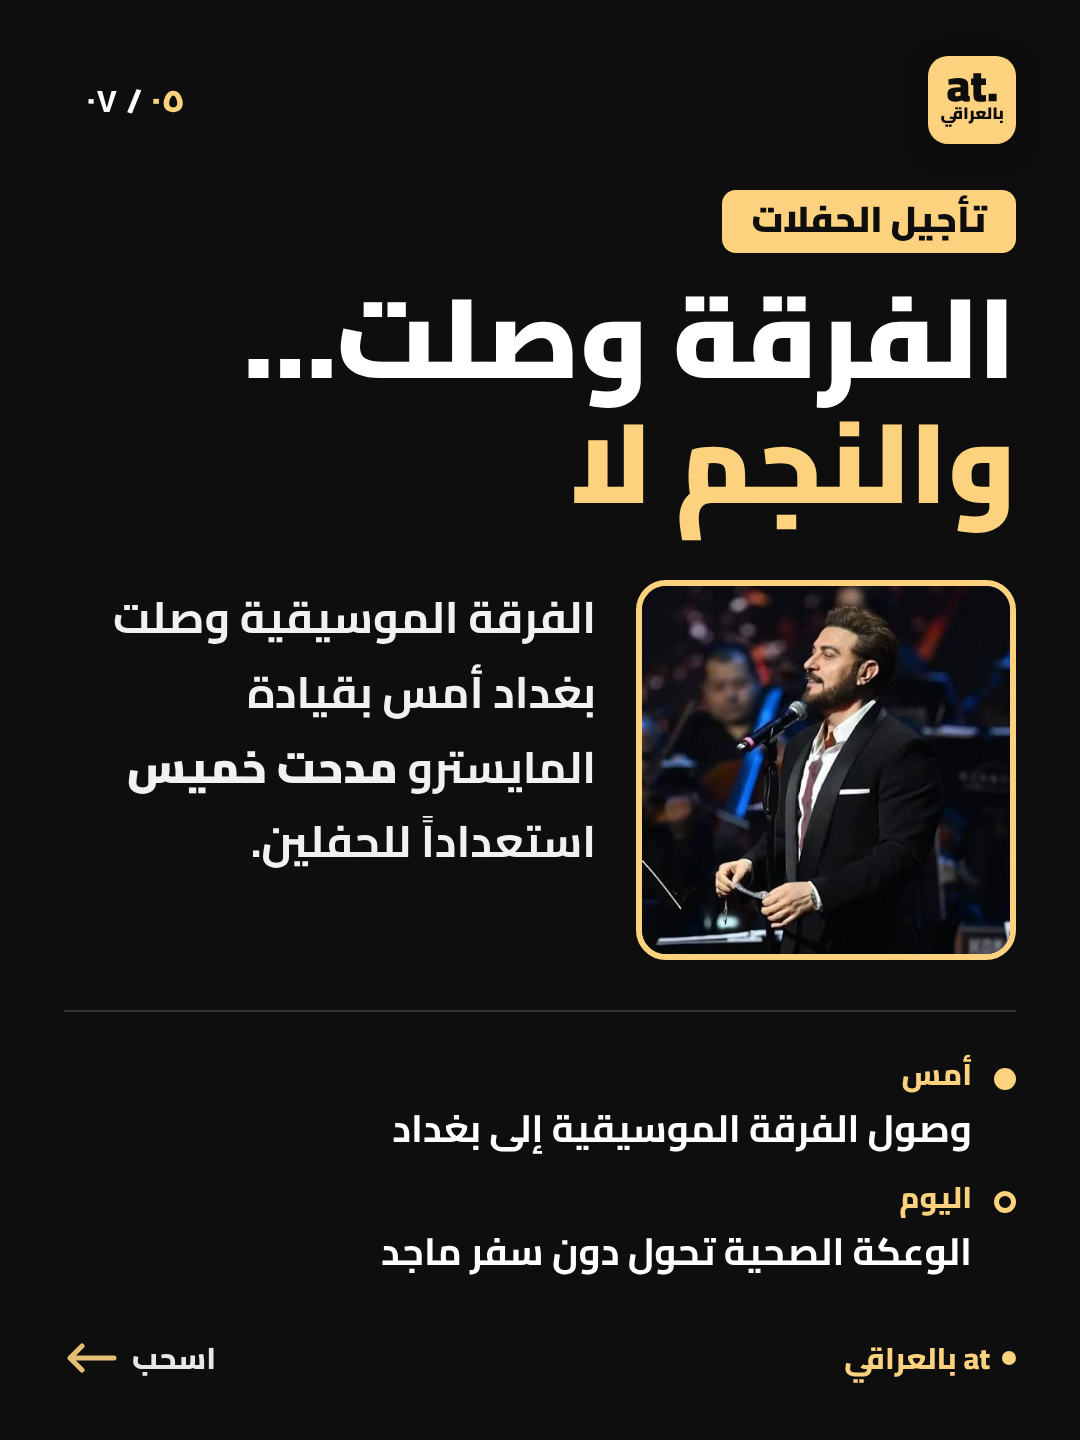 at.
بالعراقي
٠٥ / ٠٧
تأجيل الحفلات
الفرقة وصلت...
والنجم لا
الفرقة الموسيقية وصلت
بغداد أمس بقيادة
المايسترو مدحت خميس
استعداداً للحفلين.
أمس
وصول الفرقة الموسيقية إلى بغداد
اليوم
الوعكة الصحية تحول دون سفر ماجد
at بالعراقي
اسحب